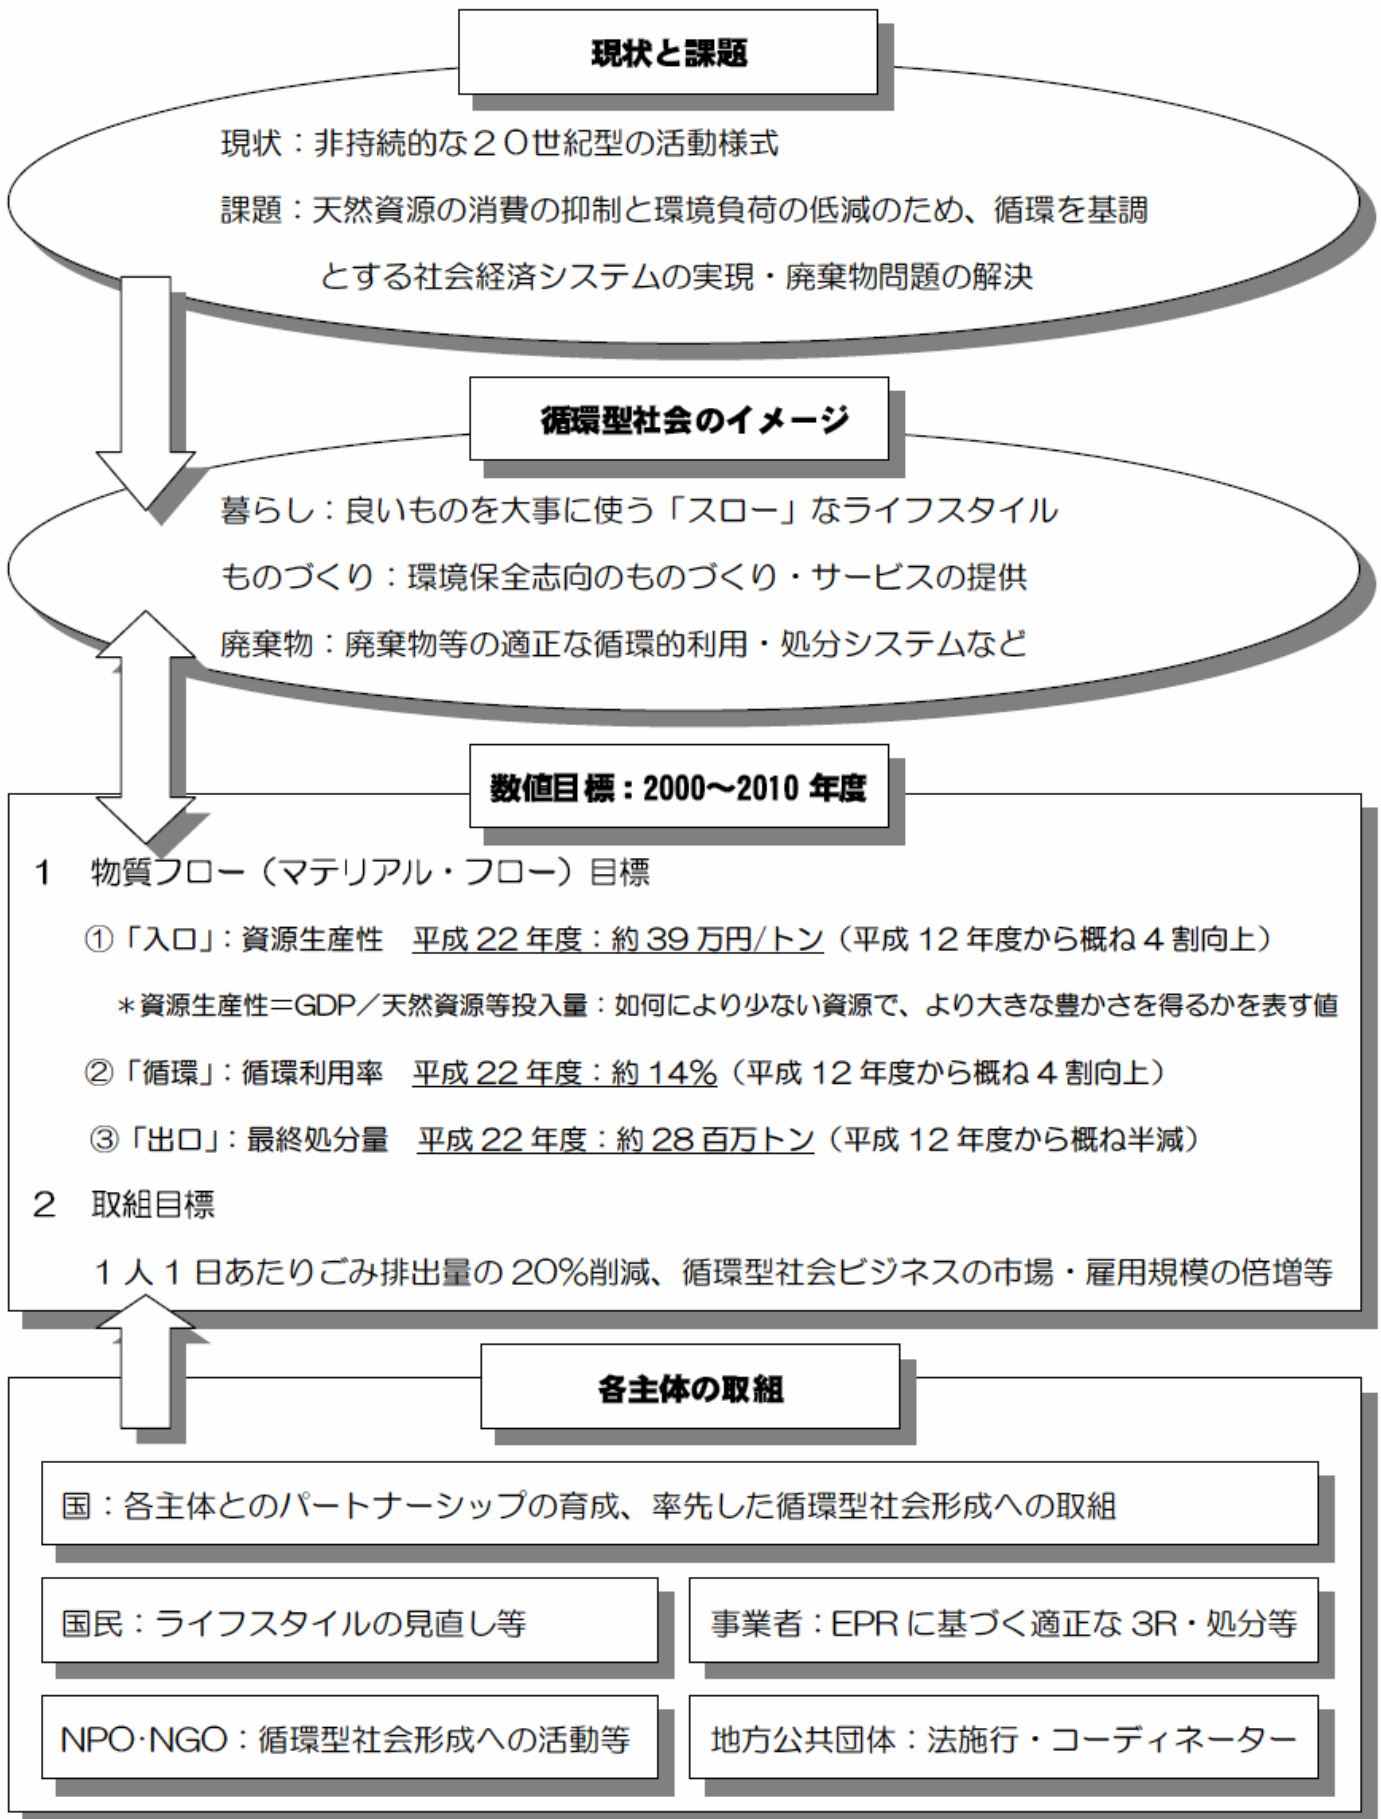 現状と課題
現状：非持続的な２０世紀型の活動様式
課題：天然資源の消費の抑制と環境負荷の低減のため、循環を基調
とする社会経済システムの実現・廃棄物問題の解決
循環型社会のイメージ
暮らし：良いものを大事に使う「スロー」なライフスタイル
ものづくり：環境保全志向のものづくり・サービスの提供
廃棄物：廃棄物等の適正な循環的利用・処分システムなど
数値目標：2000～2010 年度
1　物質フロー（マテリアル・フロー）目標
①「入口」：資源生産性　平成 22 年度：約 39 万円/トン（平成 12 年度から概ね 4 割向上）
＊資源生産性＝GDP／天然資源等投入量：如何により少ない資源で、より大きな豊かさを得るかを表す値
②「循環」：循環利用率　平成 22 年度：約 14%（平成 12 年度から概ね 4 割向上）
③「出口」：最終処分量　平成 22 年度：約 28 百万トン（平成 12 年度から概ね半減）
2　取組目標
1 人 1 日あたりごみ排出量の 20%削減、循環型社会ビジネスの市場・雇用規模の倍増等
各主体の取組
国：各主体とのパートナーシップの育成、率先した循環型社会形成への取組
国民：ライフスタイルの見直し等
事業者：EPR に基づく適正な 3R・処分等
NPO・NGO：循環型社会形成への活動等
地方公共団体：法施行・コーディネーター